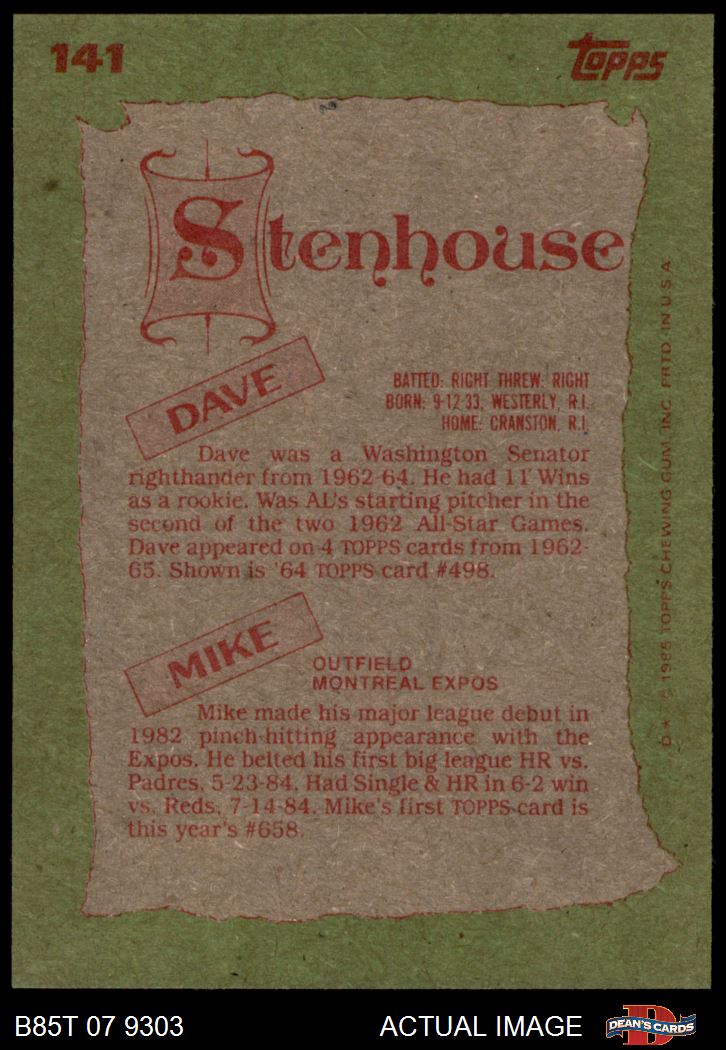 141
Topps
Stenhouse
DAVE
BATTED: RIGHT THREW: RIGHT
BORN: 9-12-33, WESTERLY, R.I.
HOME: CRANSTON, R.I.
Dave was a Washington Senator
righthander from 1962-64. He had 11 Wins
as a rookie. Was AL's starting pitcher in the
second of the two 1962 All-Star Games.
Dave appeared on 4 TOPPS cards from 1962-
65. Shown is '64 TOPPS card #498.
MIKE
OUTFIELD
MONTREAL EXPOS
Mike made his major league debut in
1982 pinch-hitting appearance with the
Expos. He belted his first big league HR vs.
Padres, 5-23-84. Had Single & HR in 6-2 win
vs. Reds, 7-14-84. Mike's first TOPPS card is
this year's #658.
D* © 1985 TOPPS CHEWING GUM, INC. PRTD. IN U.S.A.
B85T 07 9303
ACTUAL IMAGE
D
DEAN'S CARDS